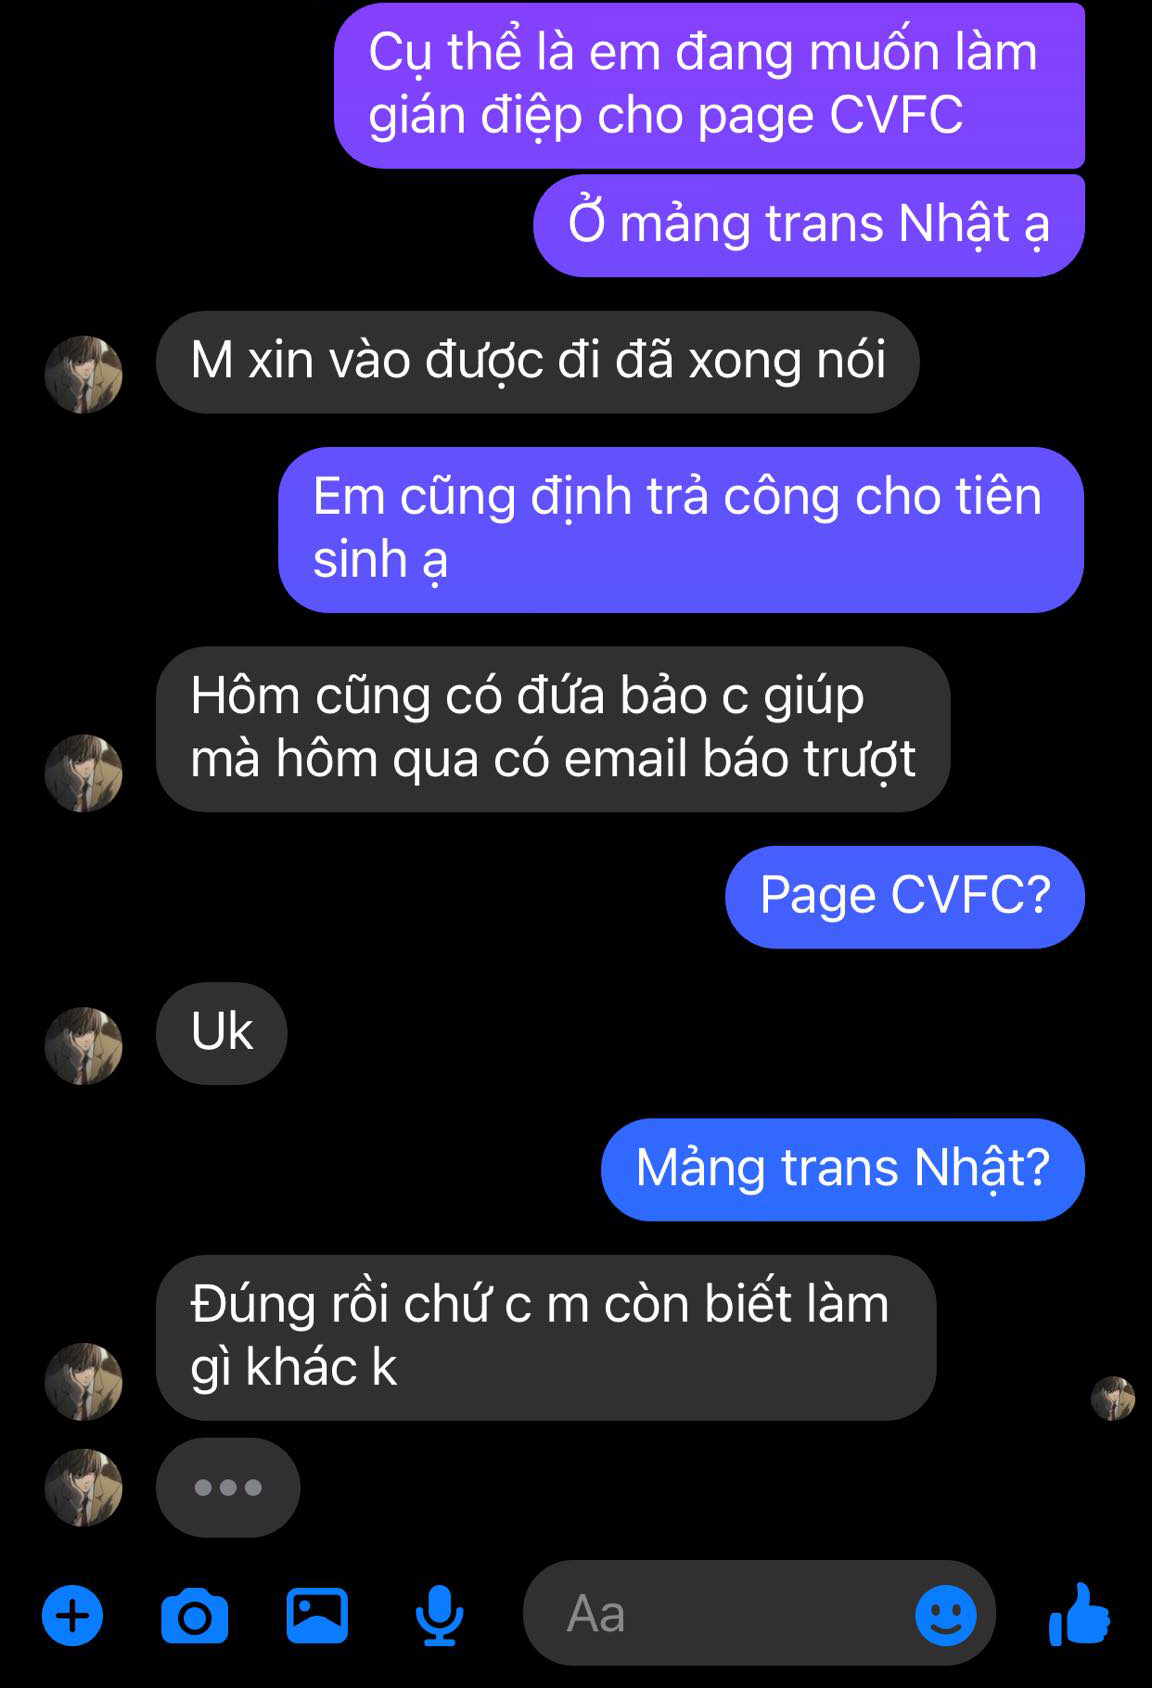 Cụ thể là em đang muốn làm
gián điệp cho page CVFC
Ở mảng trans Nhật ạ
M xin vào được đi đã xong nói
Em cũng định trả công cho tiên
sinh ạ
Hôm cũng có đứa bảo c giúp
mà hôm qua có email báo trượt
Page CVFC?
Uk
Mảng trans Nhật?
Đúng rồi chứ c m còn biết làm
gì khác k
Aa